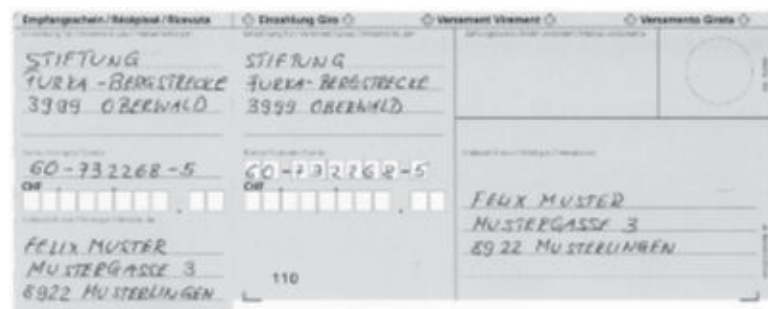 Empfangsschein / Récépissé / Ricevuta
STIFTUNG
FURKA-BERGSTRECKE
3999 OBERWALD
60-732268-5
CHF
FELIX MUSTER
MUSTERGASSE 3
8922 MUSTERLINGEN
Einzahlung Giro
Versament Virement
Versamento Girata
STIFTUNG
FURKA-BERGSTRECKE
3999 OBERWALD
60-732268-5
CHF
110
FELIX MUSTER
MUSTERGASSE 3
8922 MUSTERLINGEN